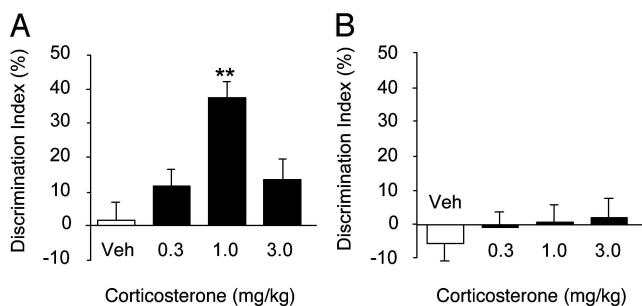 A
Discrimination Index (%)
50
40
30
20
10
0
-10
**
Veh 0.3 1.0 3.0
Corticosterone (mg/kg)
B
Discrimination Index (%)
50
40
30
20
10
0
-10
Veh
0.3 1.0 3.0
Corticosterone (mg/kg)